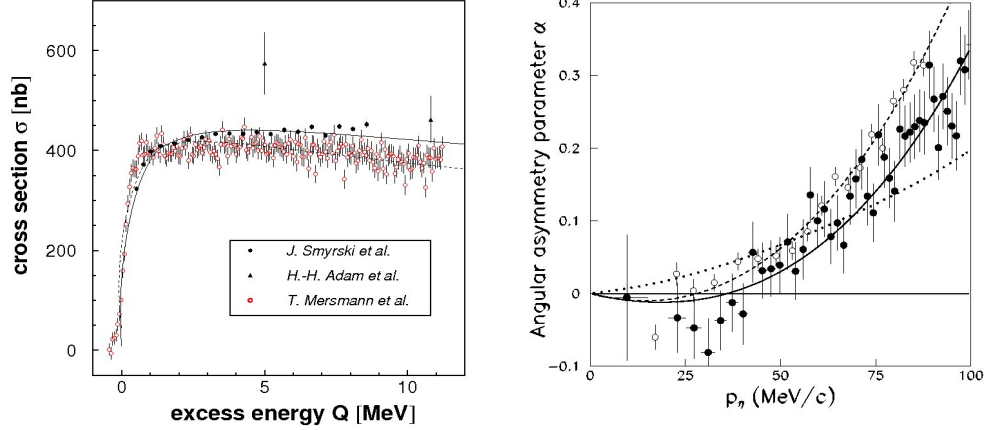 600
400
200
0
0
5
10
cross section σ [nb]
excess energy Q [MeV]
J. Smyrski et al.
H.-H. Adam et al.
T. Mersmann et al.
0.4
0.3
0.2
0.1
0
−0.1
0
25
50
75
100
Angular asymmetry parameter α
pη (MeV/c)